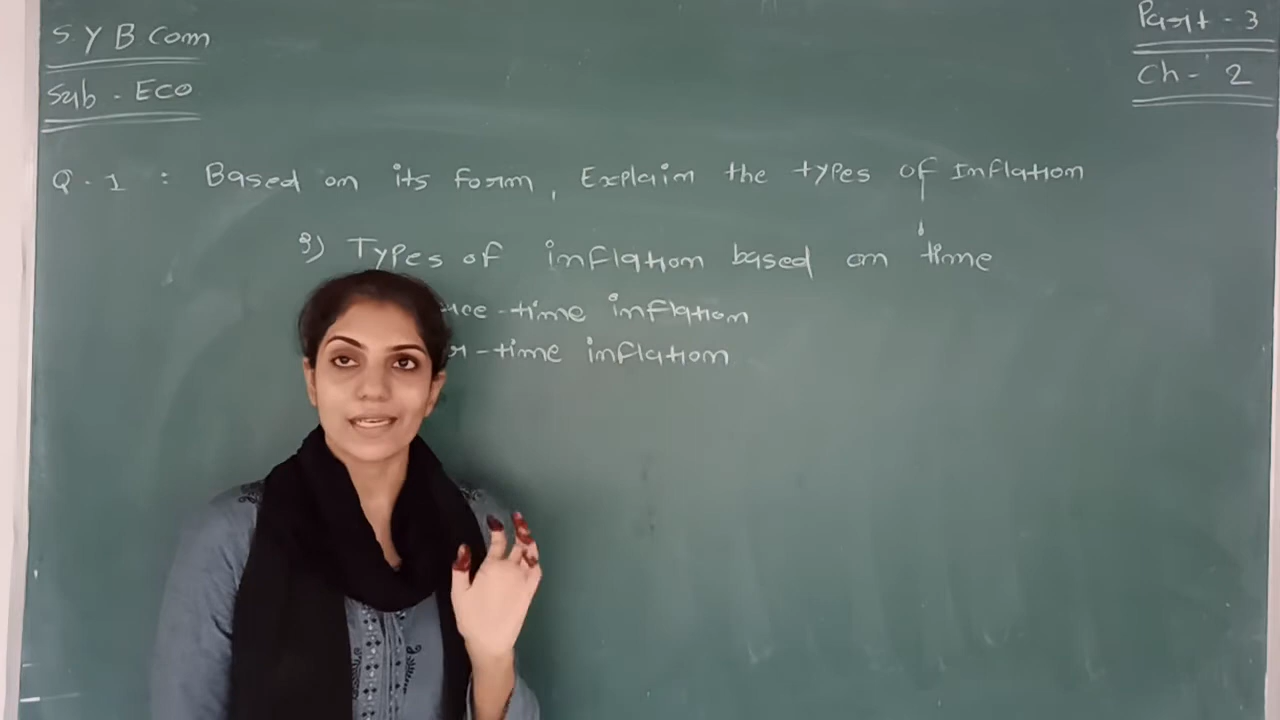 S Y B Com
Sub - Eco
Part - 3
Ch - 2
Q - 1 : Based on its form, Explain the types of Inflation
3) Types of inflation based on time
-time inflation
-time inflation